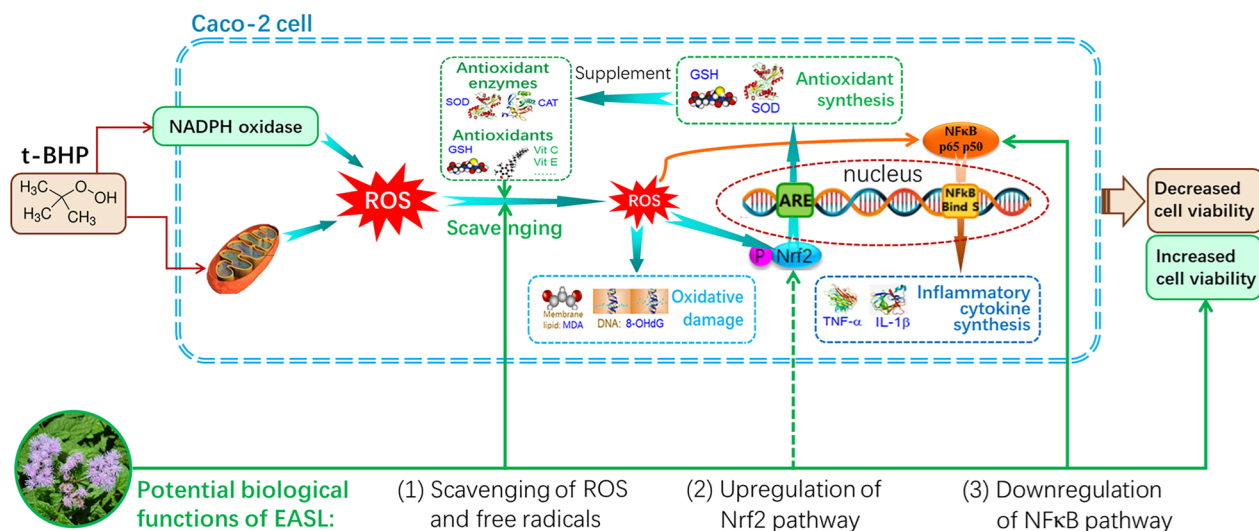 Caco-2 cell
t-BHP
H₃C
O
O
OH
H₃C
CH₃
NADPH oxidase
ROS
Antioxidant
enzymes
SOD
CAT
Antioxidants
GSH
Vit C
Vit E
......
Scavenging
Supplement
GSH
SOD
Antioxidant
synthesis
ROS
NFκB
p65 p50
nucleus
ARE
NFκB
Bind S
P
Nrf2
Membrane
lipid: MDA
DNA: 8-OHdG
Oxidative
damage
TNF-α
IL-1β
Inflammatory
cytokine
synthesis
Decreased
cell viability
Increased
cell viability
Potential biological
functions of EASL:
(1) Scavenging of ROS
and free radicals
(2) Upregulation of
Nrf2 pathway
(3) Downregulation
of NFκB pathway